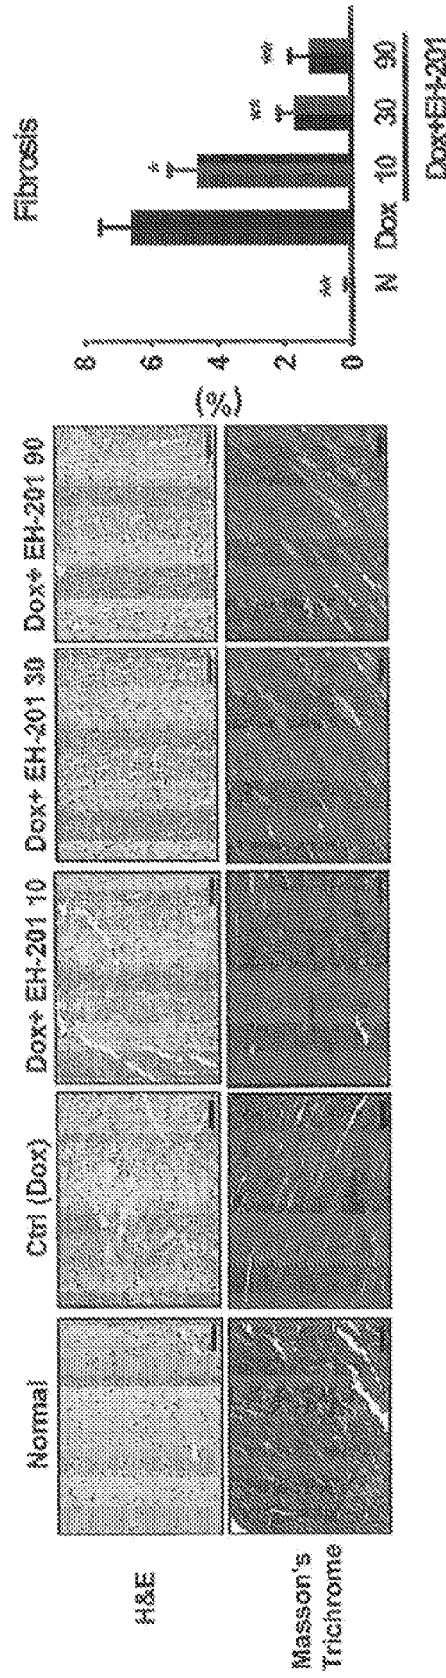 Normal
Ctrl (Dox)
Dox+ EH-201 10
Dox+ EH-201 30
Dox+ EH-201 90
H&E
Masson's
Trichrome
Fibrosis
(%)
8
6
4
2
0
**
*
**
**
N
Dox
10
30
90
Dox+EH-201